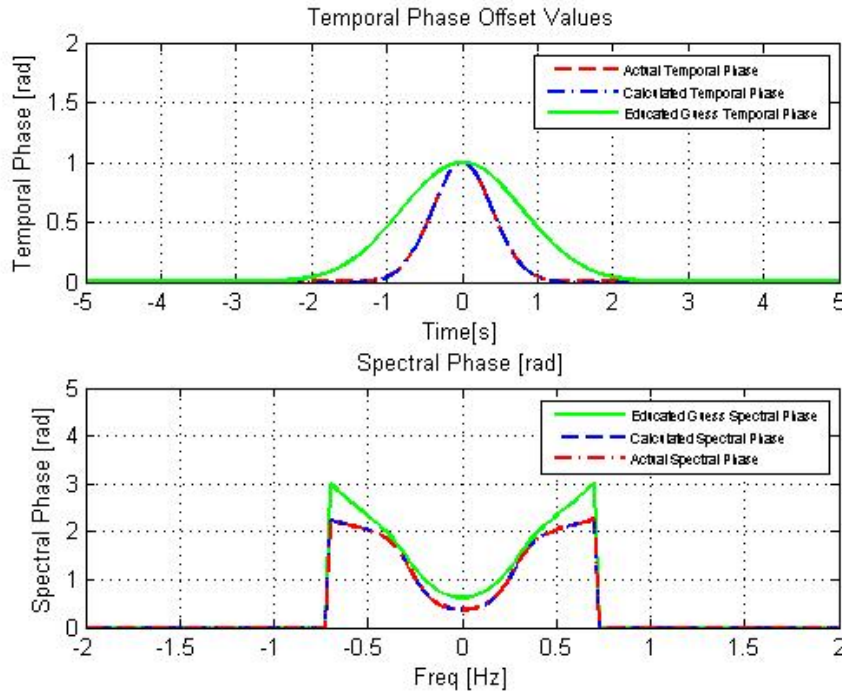 Temporal Phase Offset Values
Temporal Phase [rad]
2
1.5
1
0.5
0
Actual Temporal Phase
Calculated Temporal Phase
Educated Guess Temporal Phase
-5 -4 -3 -2 -1 0 1 2 3 4 5
Time[s]
Spectral Phase [rad]
Spectral Phase [rad]
5
4
3
2
1
0
Educated Guess Spectral Phase
Calculated Spectral Phase
Actual Spectral Phase
-2 -1.5 -1 -0.5 0 0.5 1 1.5 2
Freq [Hz]